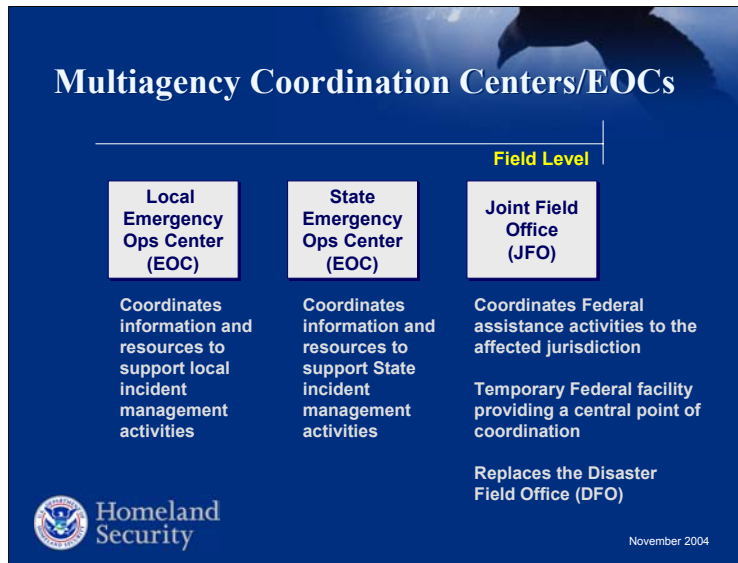 Multiagency Coordination Centers/EOCs
Field Level
Local
Emergency
Ops Center
(EOC)
Coordinates
information and
resources to
support local
incident
management
activities
State
Emergency
Ops Center
(EOC)
Coordinates
information and
resources to
support State
incident
management
activities
Joint Field
Office
(JFO)
Coordinates Federal
assistance activities to the
affected jurisdiction
Temporary Federal facility
providing a central point of
coordination
Replaces the Disaster
Field Office (DFO)
Homeland
Security
November 2004